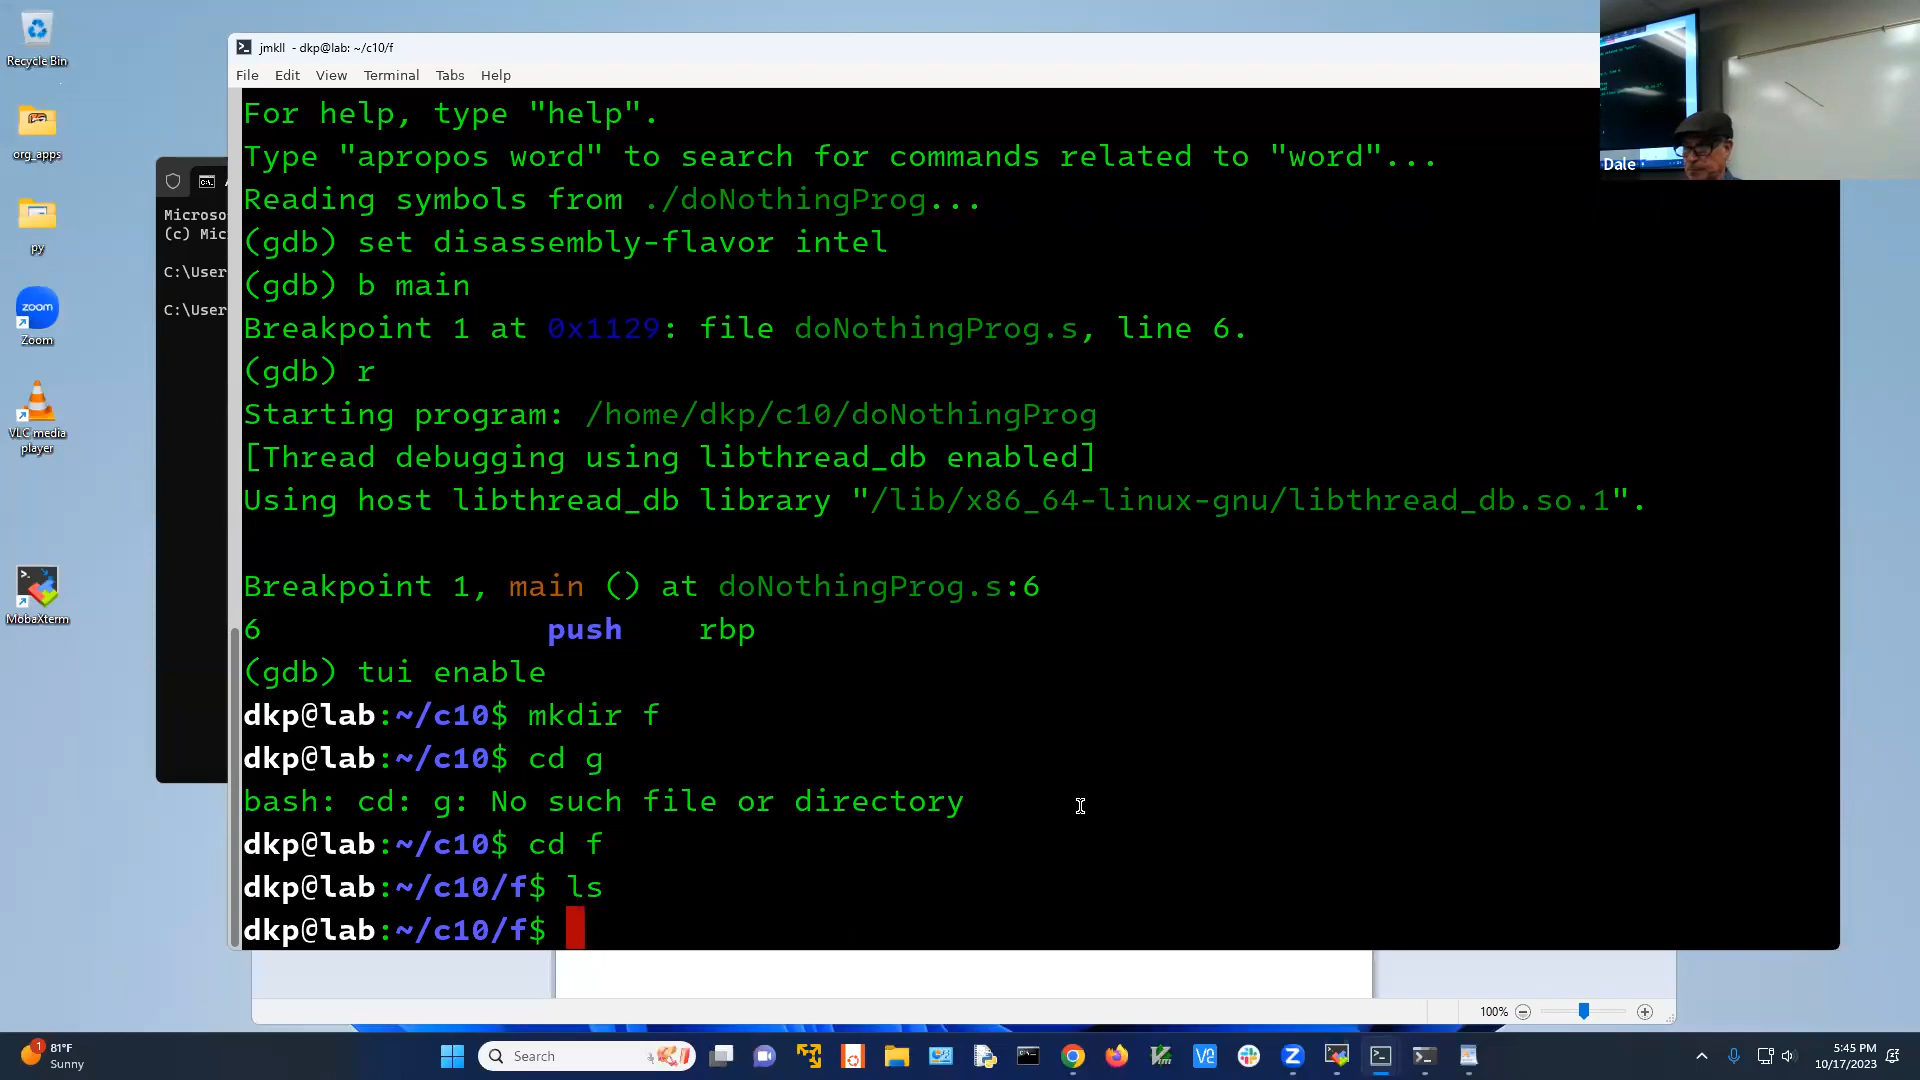 Recycle Bin
org_apps
py
zoom
Zoom
VLC media
player
MobaXterm
Microso
(c) Mic
C:\User
C:\User
jmkll - dkp@lab: ~/c10/f
File Edit View Terminal Tabs Help
For help, type "help".
Type "apropos word" to search for commands related to "word"...
Reading symbols from ./doNothingProg...
(gdb) set disassembly-flavor intel
(gdb) b main
Breakpoint 1 at 0x1129: file doNothingProg.s, line 6.
(gdb) r
Starting program: /home/dkp/c10/doNothingProg
[Thread debugging using libthread_db enabled]
Using host libthread_db library "/lib/x86_64-linux-gnu/libthread_db.so.1".
Breakpoint 1, main () at doNothingProg.s:6
6 push rbp
(gdb) tui enable
dkp@lab:~/c10$ mkdir f
dkp@lab:~/c10$ cd g
bash: cd: g: No such file or directory
dkp@lab:~/c10$ cd f
dkp@lab:~/c10/f$ ls
dkp@lab:~/c10/f$
Dale
100%
1
81°F
Sunny
Search
5:45 PM
10/17/2023